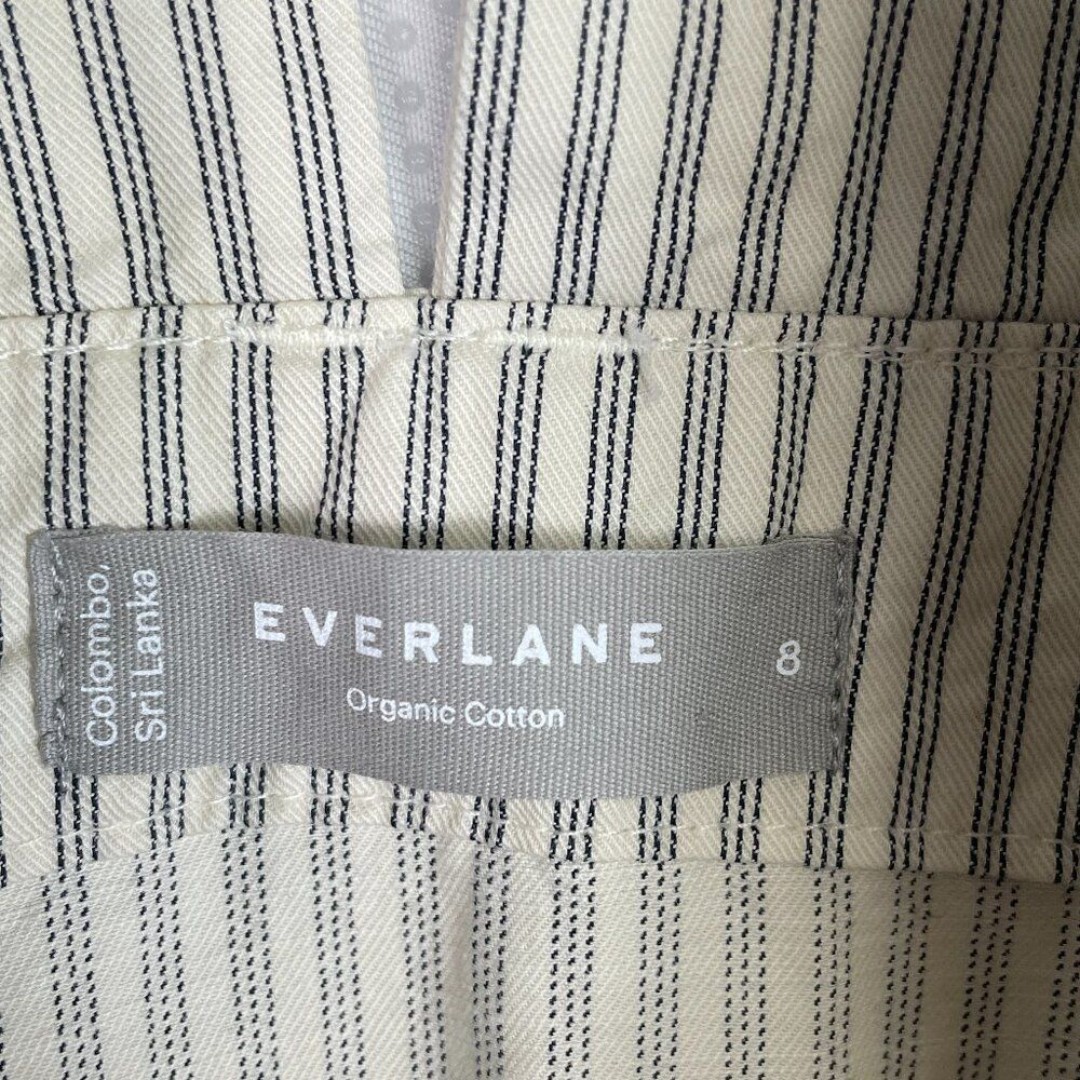 Colombo,
Sri Lanka
EVERLANE
Organic Cotton
8